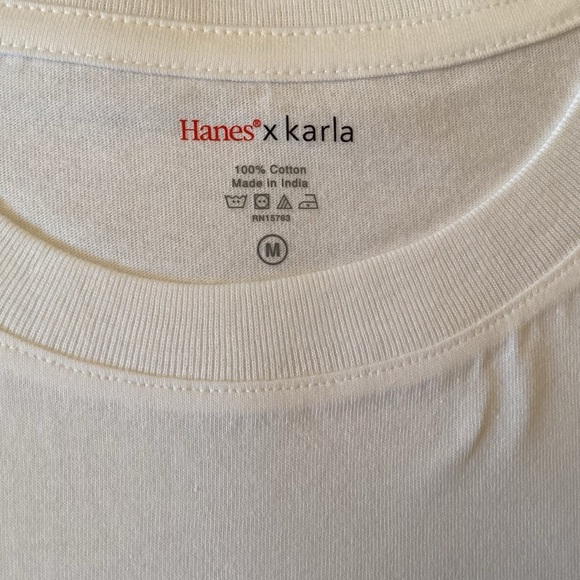 Hanes® x karla
100% Cotton
Made in India
RN15763
M